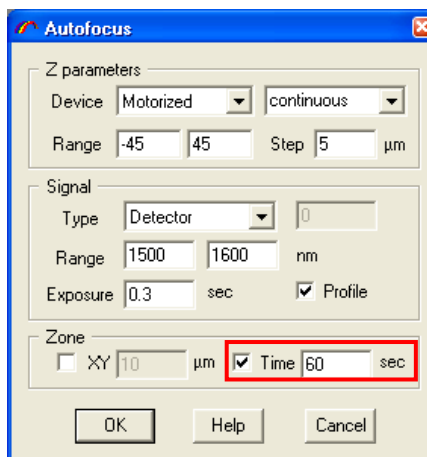 Autofocus
Z parameters
Device Motorized continuous
Range -45 45 Step 5 µm
Signal
Type Detector 0
Range 1500 1600 nm
Exposure 0.3 sec Profile
Zone
XY 10 µm Time 60 sec
OK Help Cancel